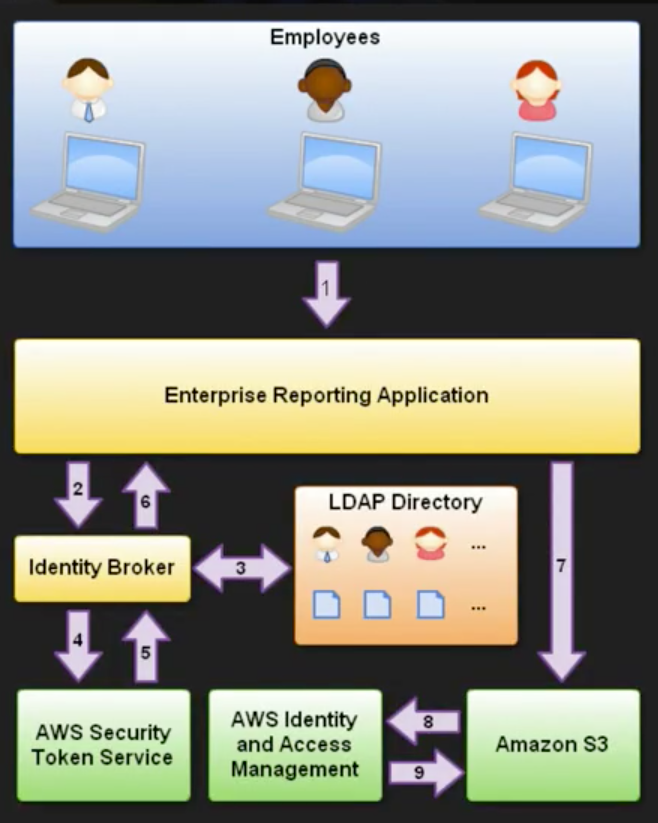 Employees
1
Enterprise Reporting Application
2
6
LDAP Directory
...
Identity Broker
3
7
...
4
5
AWS Security
Token Service
AWS Identity
and Access
Management
8
9
Amazon S3